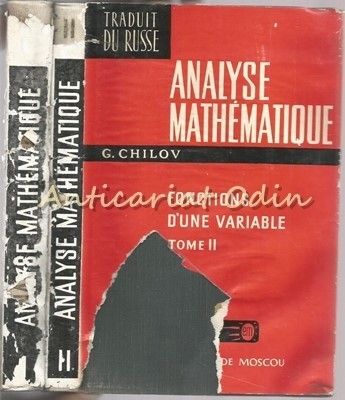 ANALYSE MATHÉMATIQUE
II
ANALYSE MATHÉMATIQUE
TRADUIT
DU RUSSE
ANALYSE
MATHÉMATIQUE
G. CHILOV
FONCTIONS
D'UNE VARIABLE
TOME II
em
DE MOSCOU
Anticariat Odin